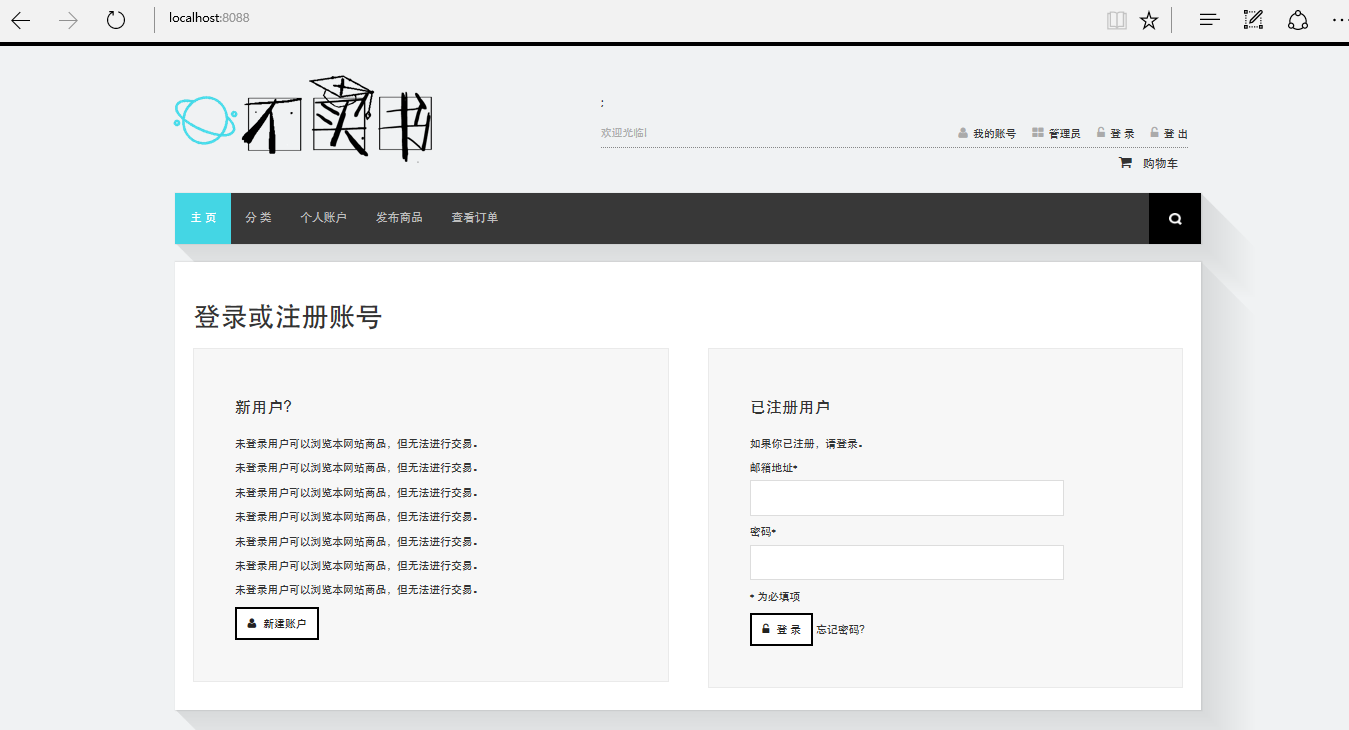 localhost:8088
不卖书
:
欢迎光临!
我的账号 管理员 登 录 登 出
购物车
主 页 分 类 个人账户 发布商品 查看订单
登录或注册账号
新用户?
未登录用户可以浏览本网站商品，但无法进行交易。
未登录用户可以浏览本网站商品，但无法进行交易。
未登录用户可以浏览本网站商品，但无法进行交易。
未登录用户可以浏览本网站商品，但无法进行交易。
未登录用户可以浏览本网站商品，但无法进行交易。
未登录用户可以浏览本网站商品，但无法进行交易。
未登录用户可以浏览本网站商品，但无法进行交易。
新建账户
已注册用户
如果你已注册，请登录。
邮箱地址*
密码*
* 为必填项
登 录 忘记密码?